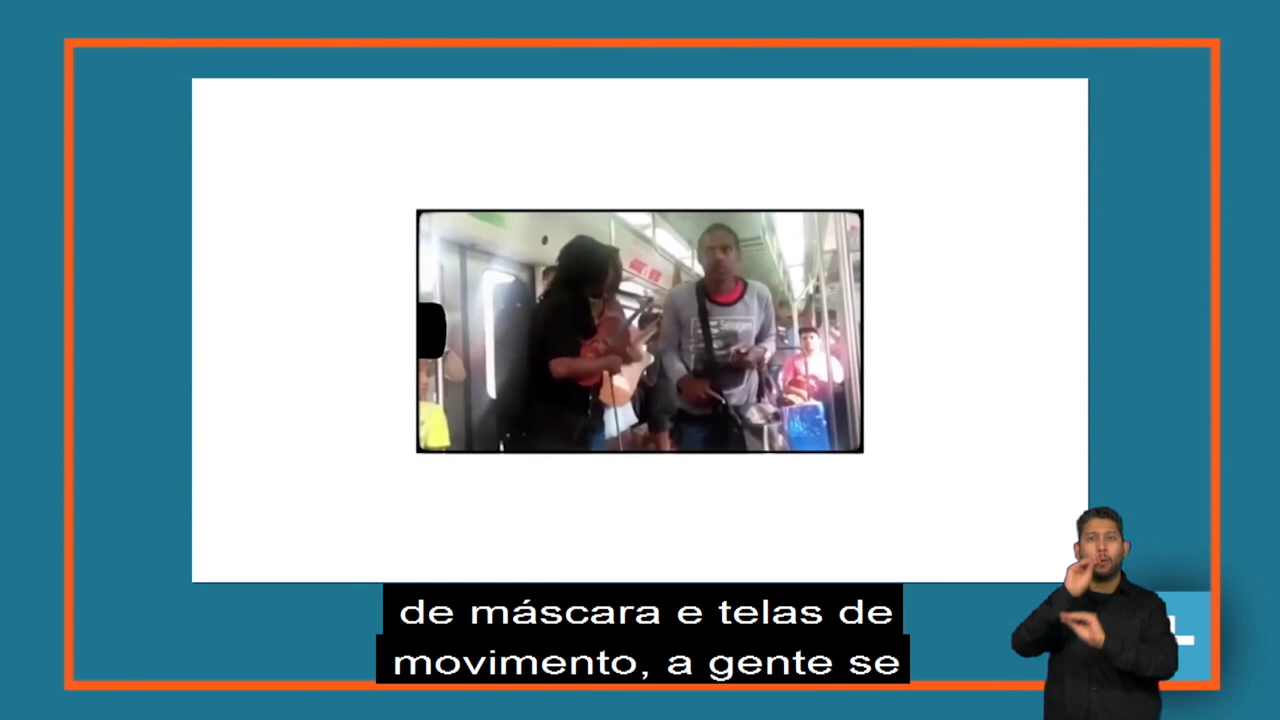 de máscara e telas de
movimento, a gente se